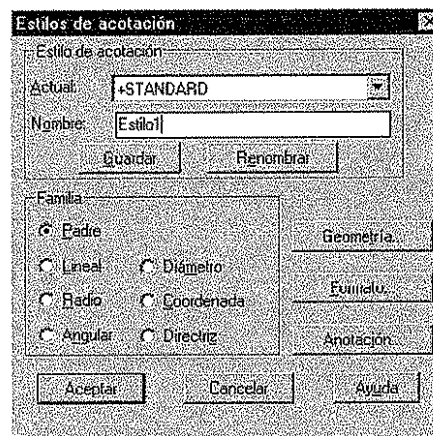 Estilos de acotación
Estilo de acotación
Actual: +STANDARD
Nombre: Estilo1
Guardar Renombrar
Familia
Padre
Geometría...
Lineal Diámetro
Formato...
Radio Coordenada
Angular Directriz
Anotación...
Aceptar Cancelar Ayuda